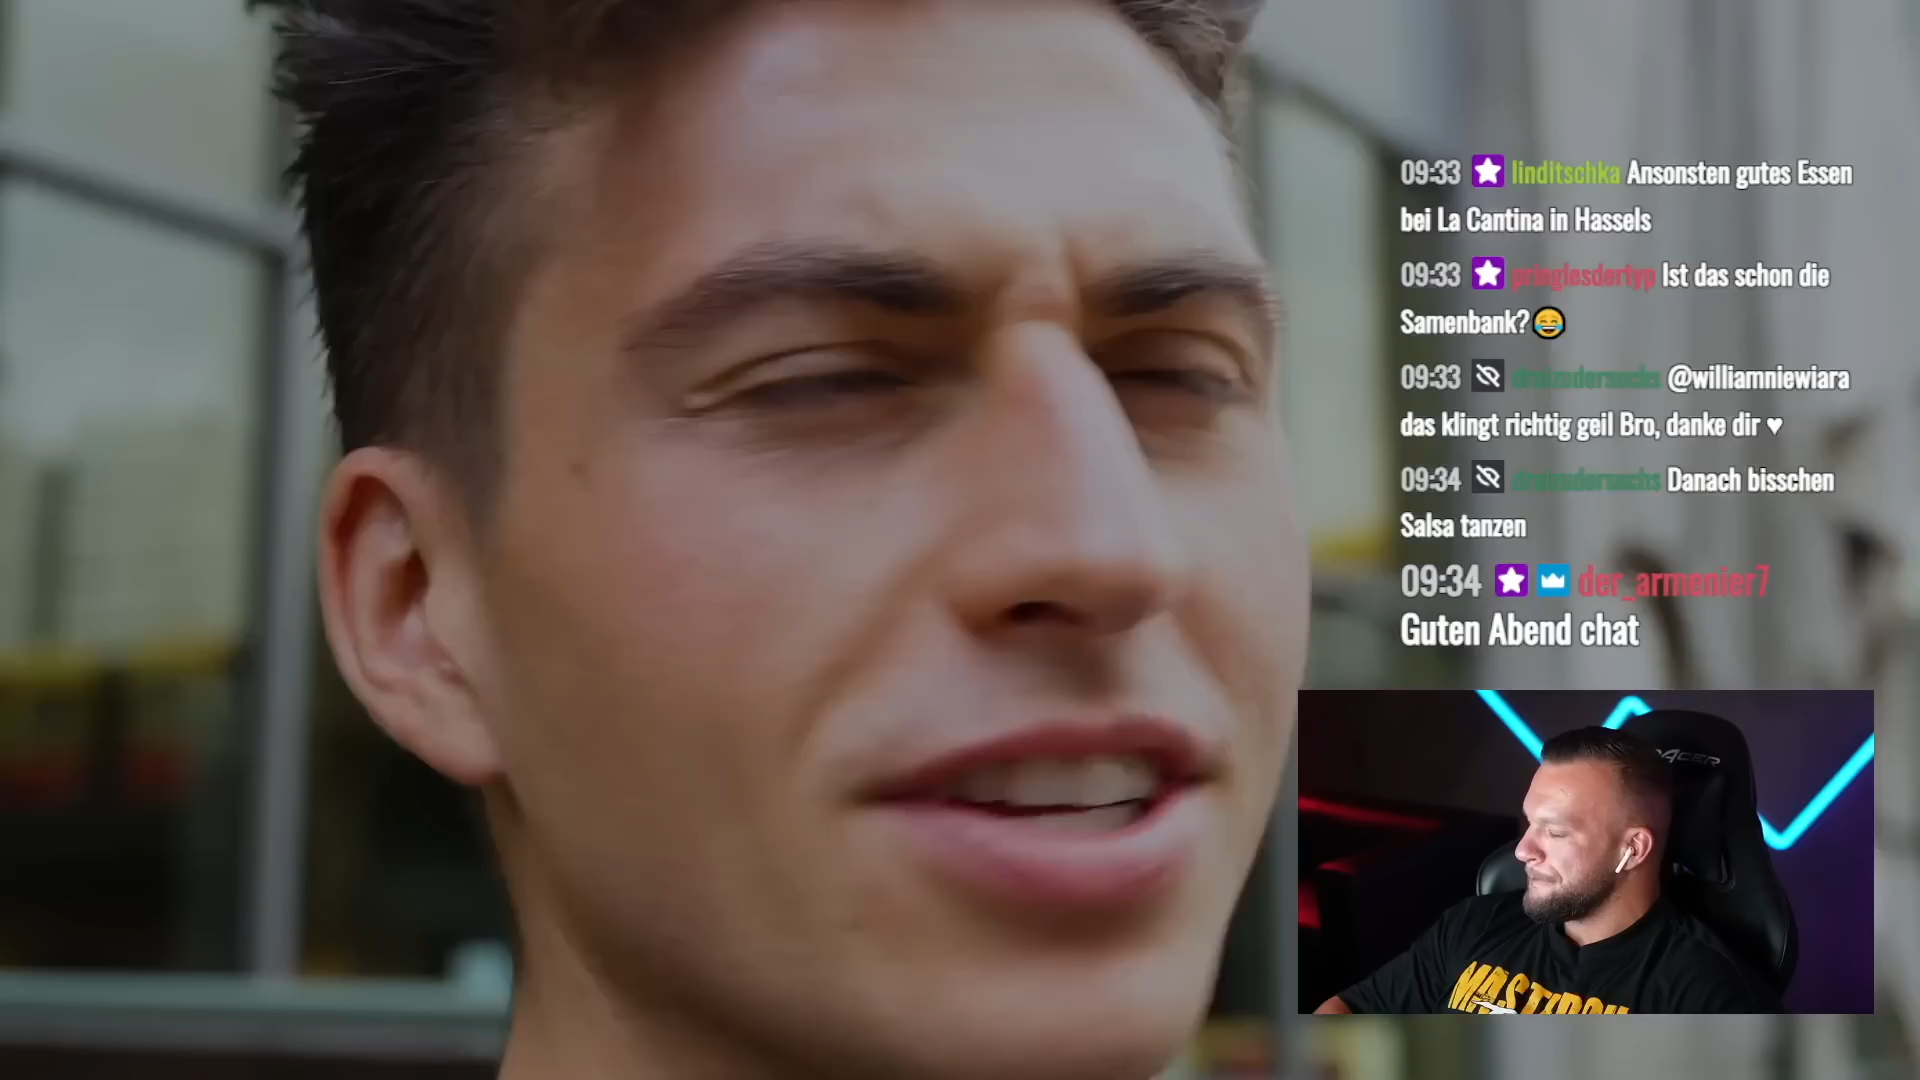 09:33 lindltschka Ansonsten gutes Essen
bei La Cantina in Hassels
09:33 pringlesdertyp Ist das schon die
Samenbank?😂
09:33 @williamniewiara
das klingt richtig geil Bro, danke dir ♥
09:34 Danach bisschen
Salsa tanzen
09:34 der_armenier7
Guten Abend chat